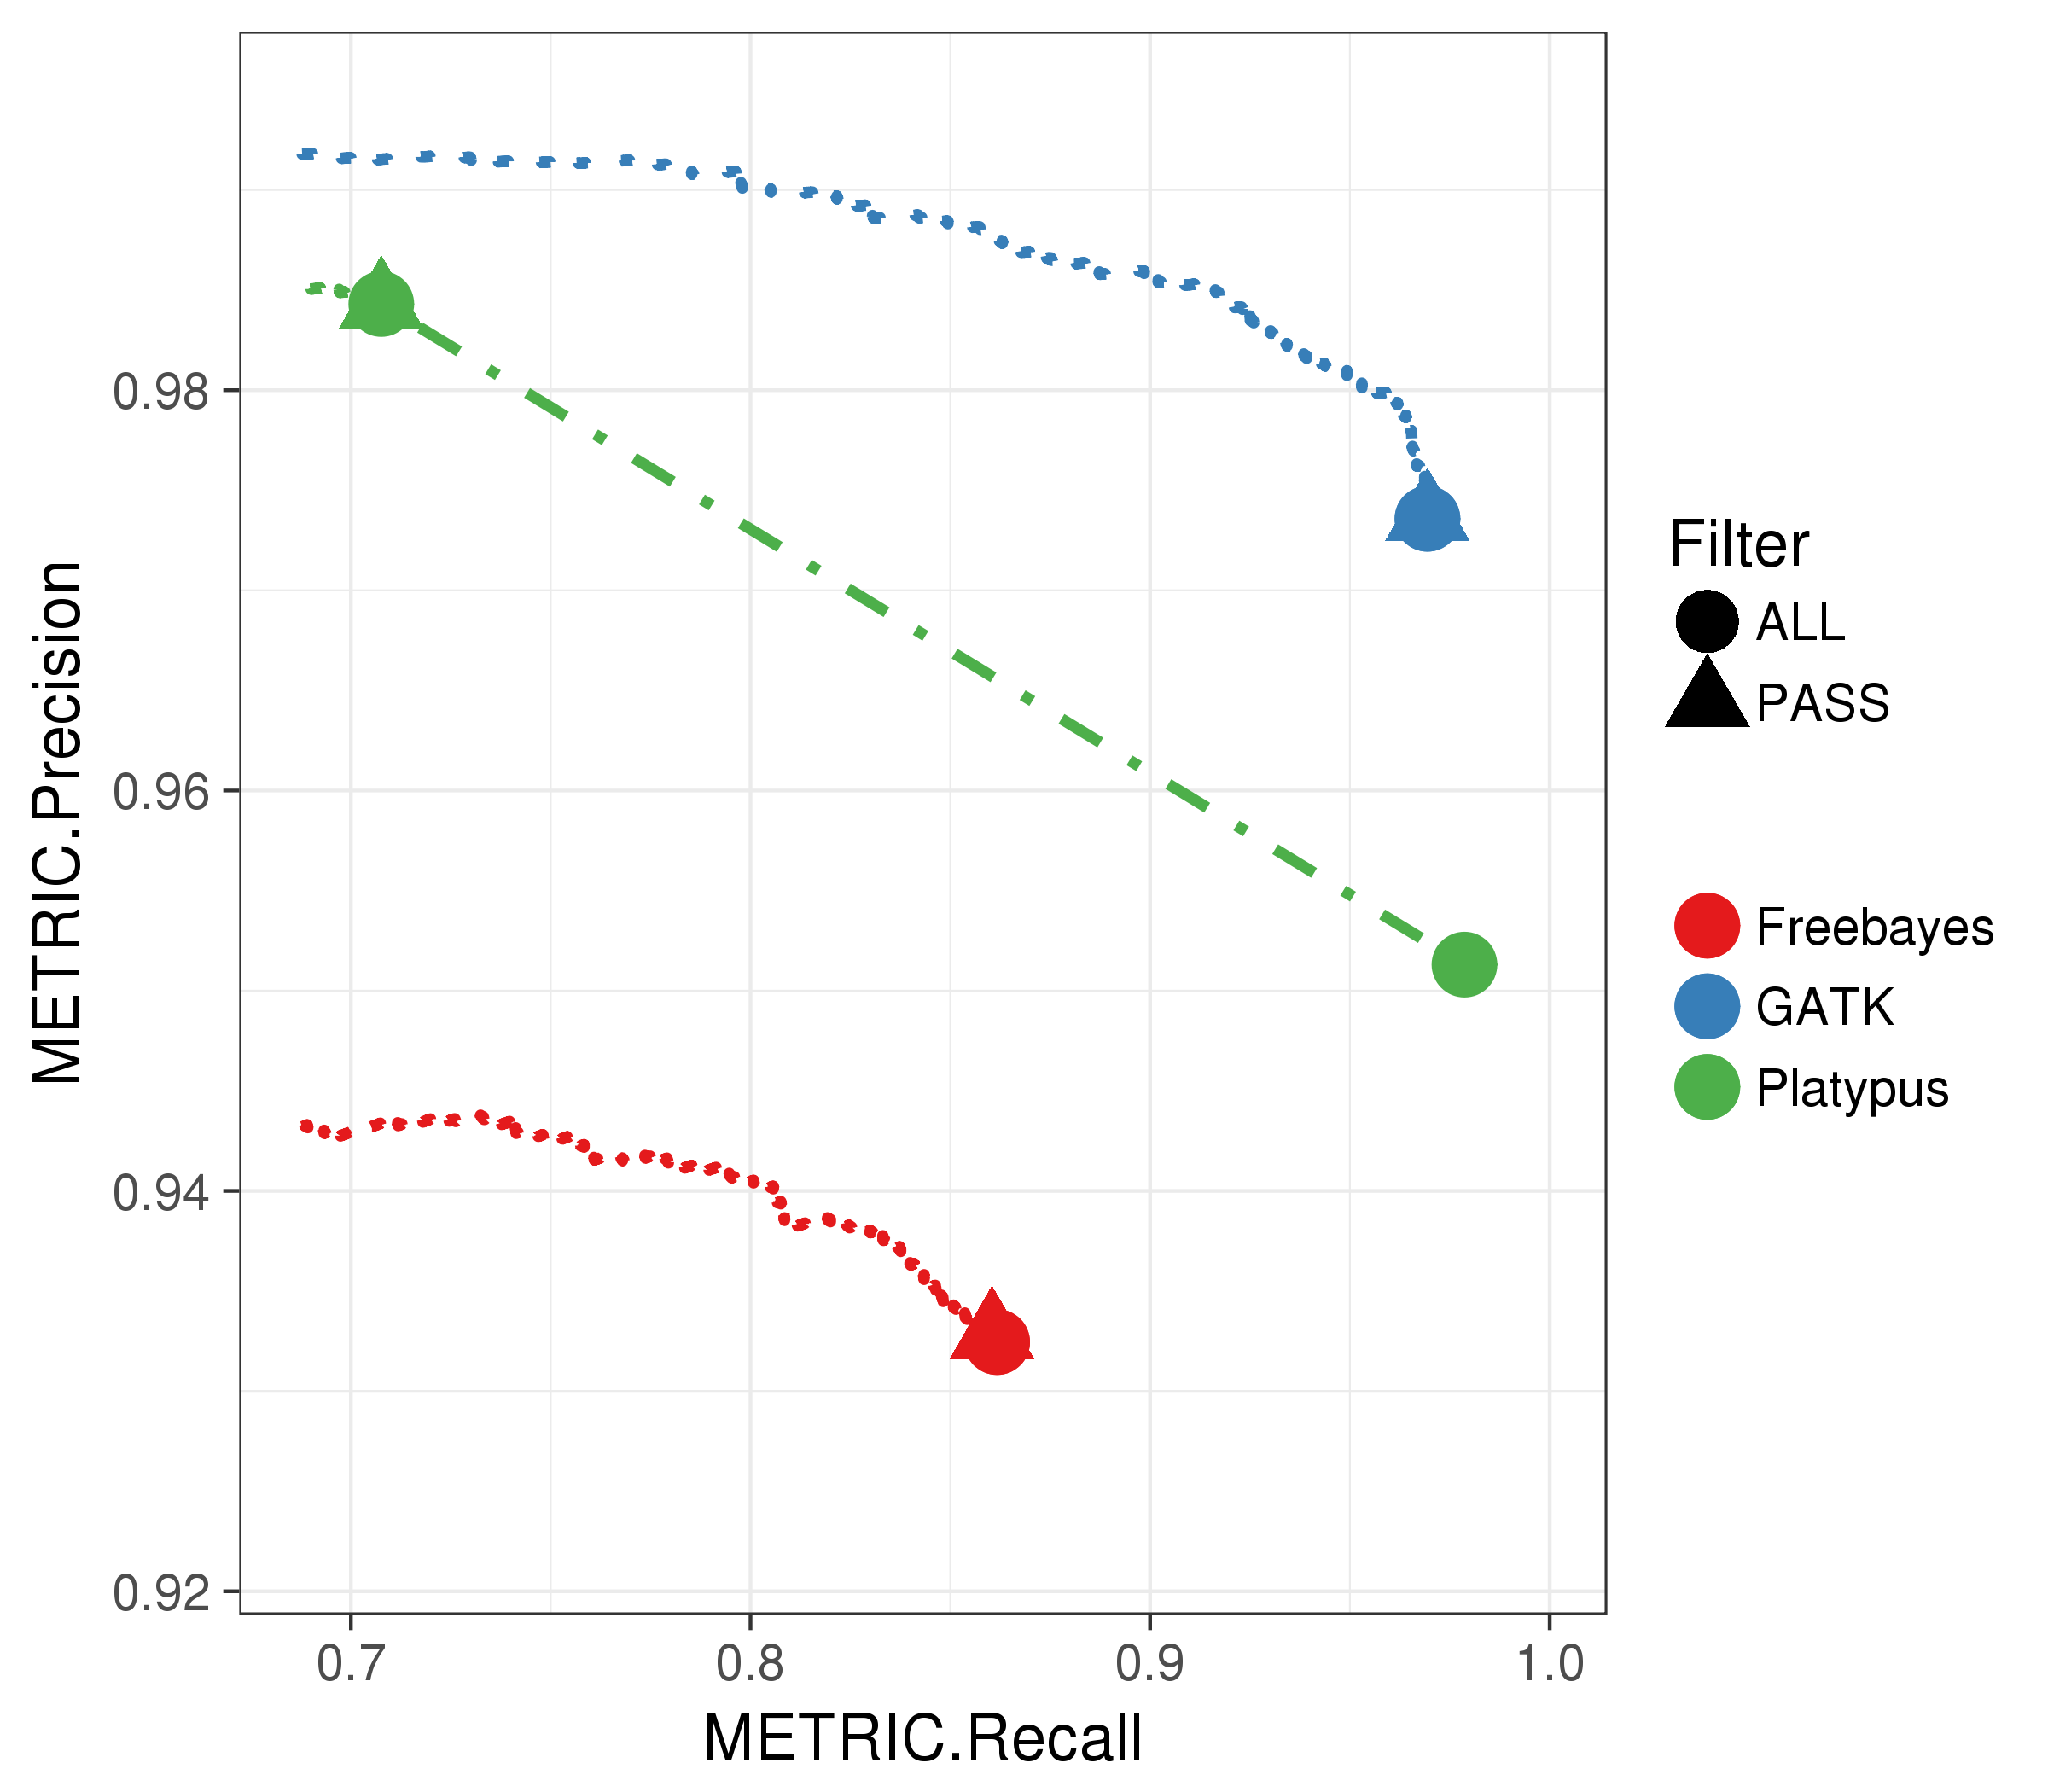 METRIC.Precision
0.98
0.96
0.94
0.92
0.7
0.8
0.9
1.0
METRIC.Recall
Filter
ALL
PASS
Freebayes
GATK
Platypus